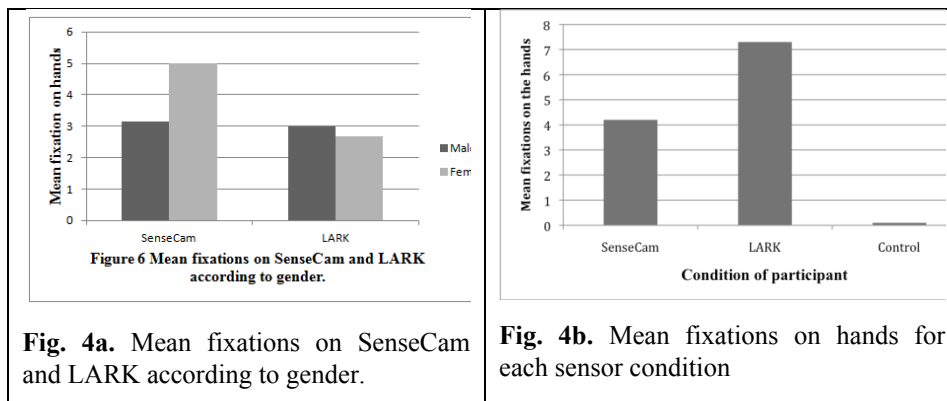 6
5
4
3
2
1
0
Mean fixation on hands
SenseCam
LARK
Male
Fem
Figure 6 Mean fixations on SenseCam and LARK
according to gender.
Fig. 4a. Mean fixations on SenseCam
and LARK according to gender.
8
7
6
5
4
3
2
1
0
Mean fixations on the hands
SenseCam
LARK
Control
Condition of participant
Fig. 4b. Mean fixations on hands for
each sensor condition